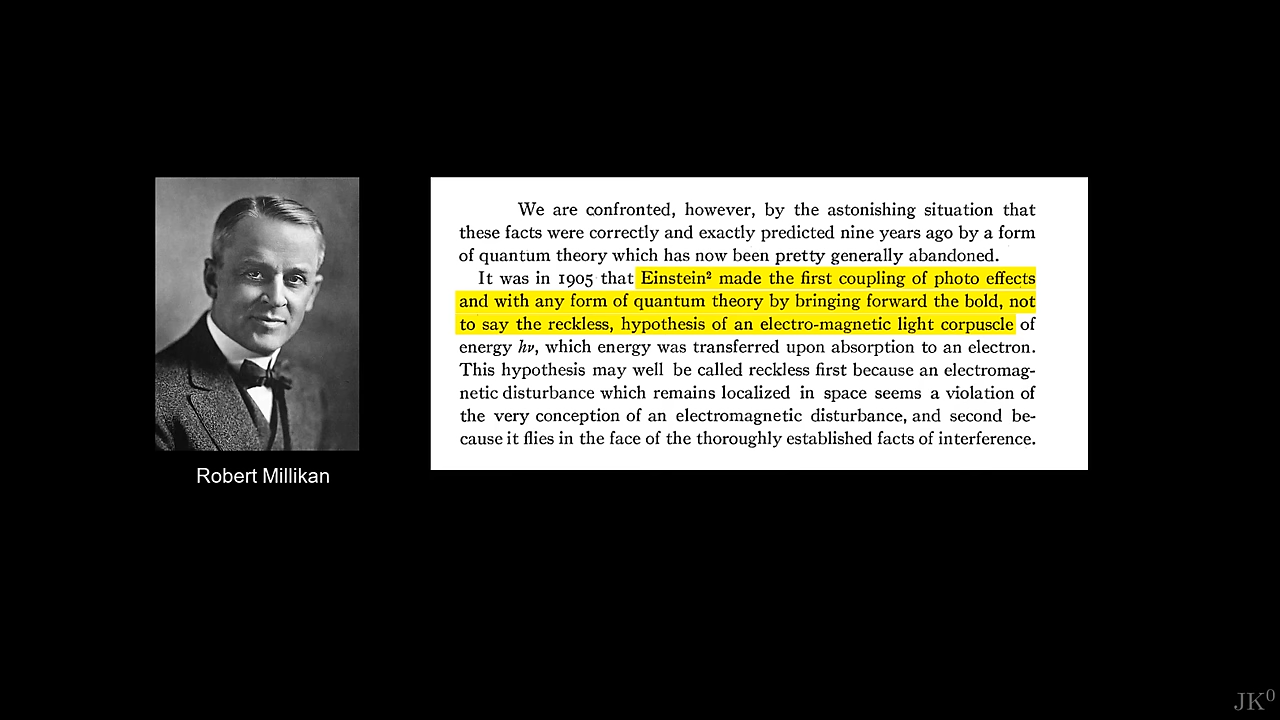 We are confronted, however, by the astonishing situation that
these facts were correctly and exactly predicted nine years ago by a form
of quantum theory which has now been pretty generally abandoned.
It was in 1905 that Einstein² made the first coupling of photo effects
and with any form of quantum theory by bringing forward the bold, not
to say the reckless, hypothesis of an electro-magnetic light corpuscle of
energy hν, which energy was transferred upon absorption to an electron.
This hypothesis may well be called reckless first because an electromag-
netic disturbance which remains localized in space seems a violation of
the very conception of an electromagnetic disturbance, and second be-
cause it flies in the face of the thoroughly established facts of interference.
Robert Millikan
JK⁰